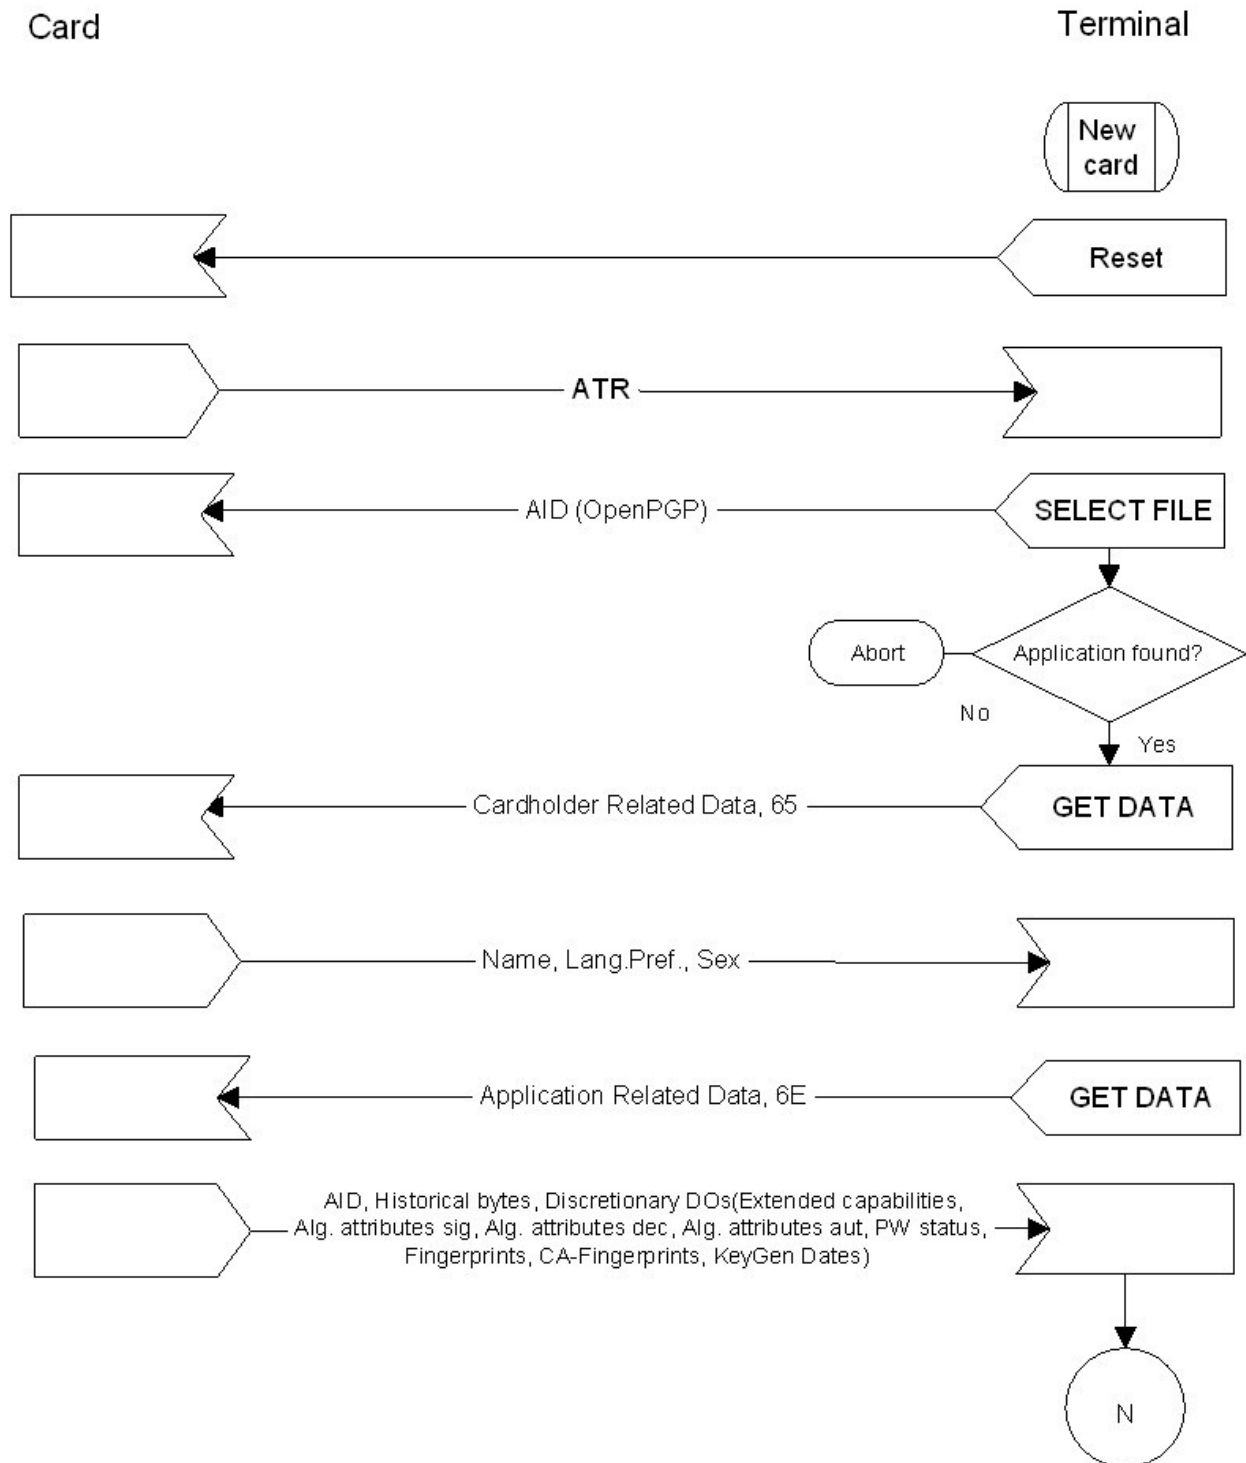 Card
Terminal
New
card
Reset
ATR
AID (OpenPGP)
SELECT FILE
Abort
Application found?
No
Yes
Cardholder Related Data, 65
GET DATA
Name, Lang.Pref., Sex
Application Related Data, 6E
GET DATA
AID, Historical bytes, Discretionary DOs(Extended capabilities,
Alg. attributes sig, Alg. attributes dec, Alg. attributes aut, PW status,
Fingerprints, CA-Fingerprints, KeyGen Dates)
N